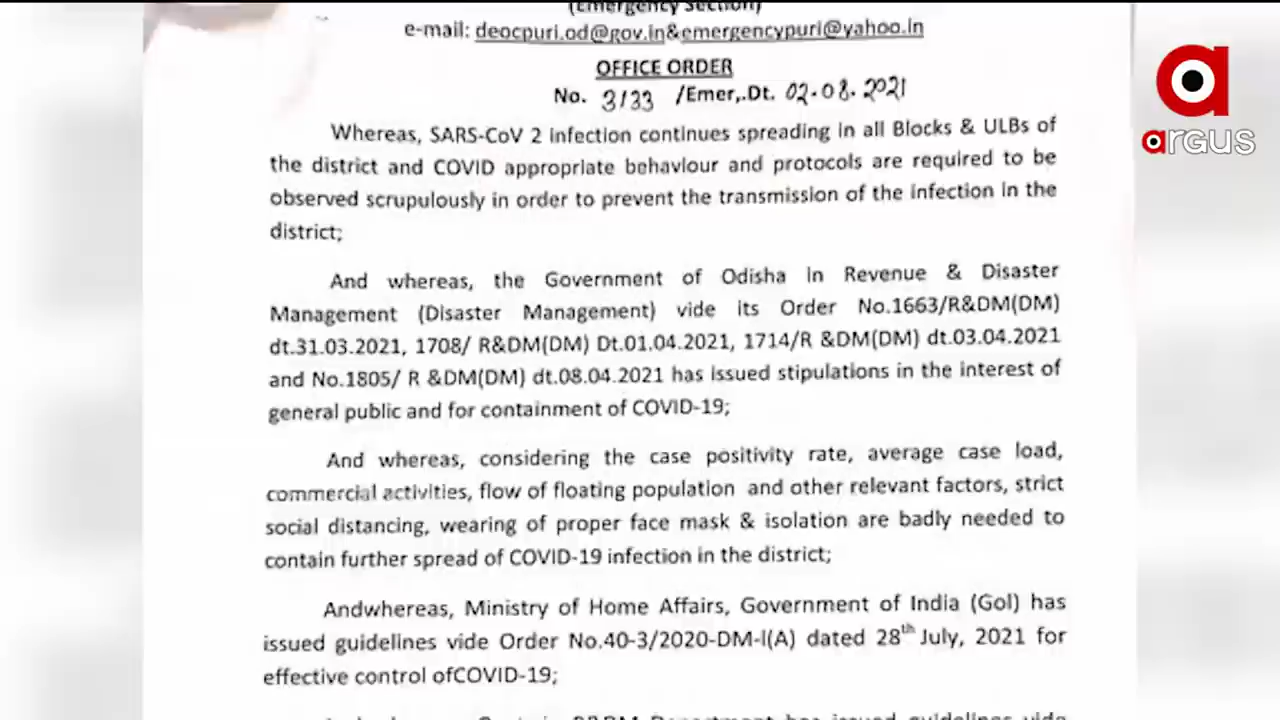 (Emergency Section)
e-mail: deocpuri.od@gov.in&emergencypuri@yahoo.in
OFFICE ORDER
No. 3133 /Emer,.Dt. 02.08.2021
Whereas, SARS-CoV 2 infection continues spreading in all Blocks & ULBs of
the district and COVID appropriate behaviour and protocols are required to be
observed scrupulously in order to prevent the transmission of the infection in the
district;
And whereas, the Government of Odisha in Revenue & Disaster
Management (Disaster Management) vide its Order No.1663/R&DM(DM)
dt.31.03.2021, 1708/ R&DM(DM) Dt.01.04.2021, 1714/R &DM(DM) dt.03.04.2021
and No.1805/ R &DM(DM) dt.08.04.2021 has issued stipulations in the interest of
general public and for containment of COVID-19;
And whereas, considering the case positivity rate, average case load,
commercial activities, flow of floating population and other relevant factors, strict
social distancing, wearing of proper face mask & isolation are badly needed to
contain further spread of COVID-19 infection in the district;
Andwhereas, Ministry of Home Affairs, Government of India (GoI) has
issued guidelines vide Order No.40-3/2020-DM-I(A) dated 28th July, 2021 for
effective control ofCOVID-19;
Department has issued guidelines vide
argus